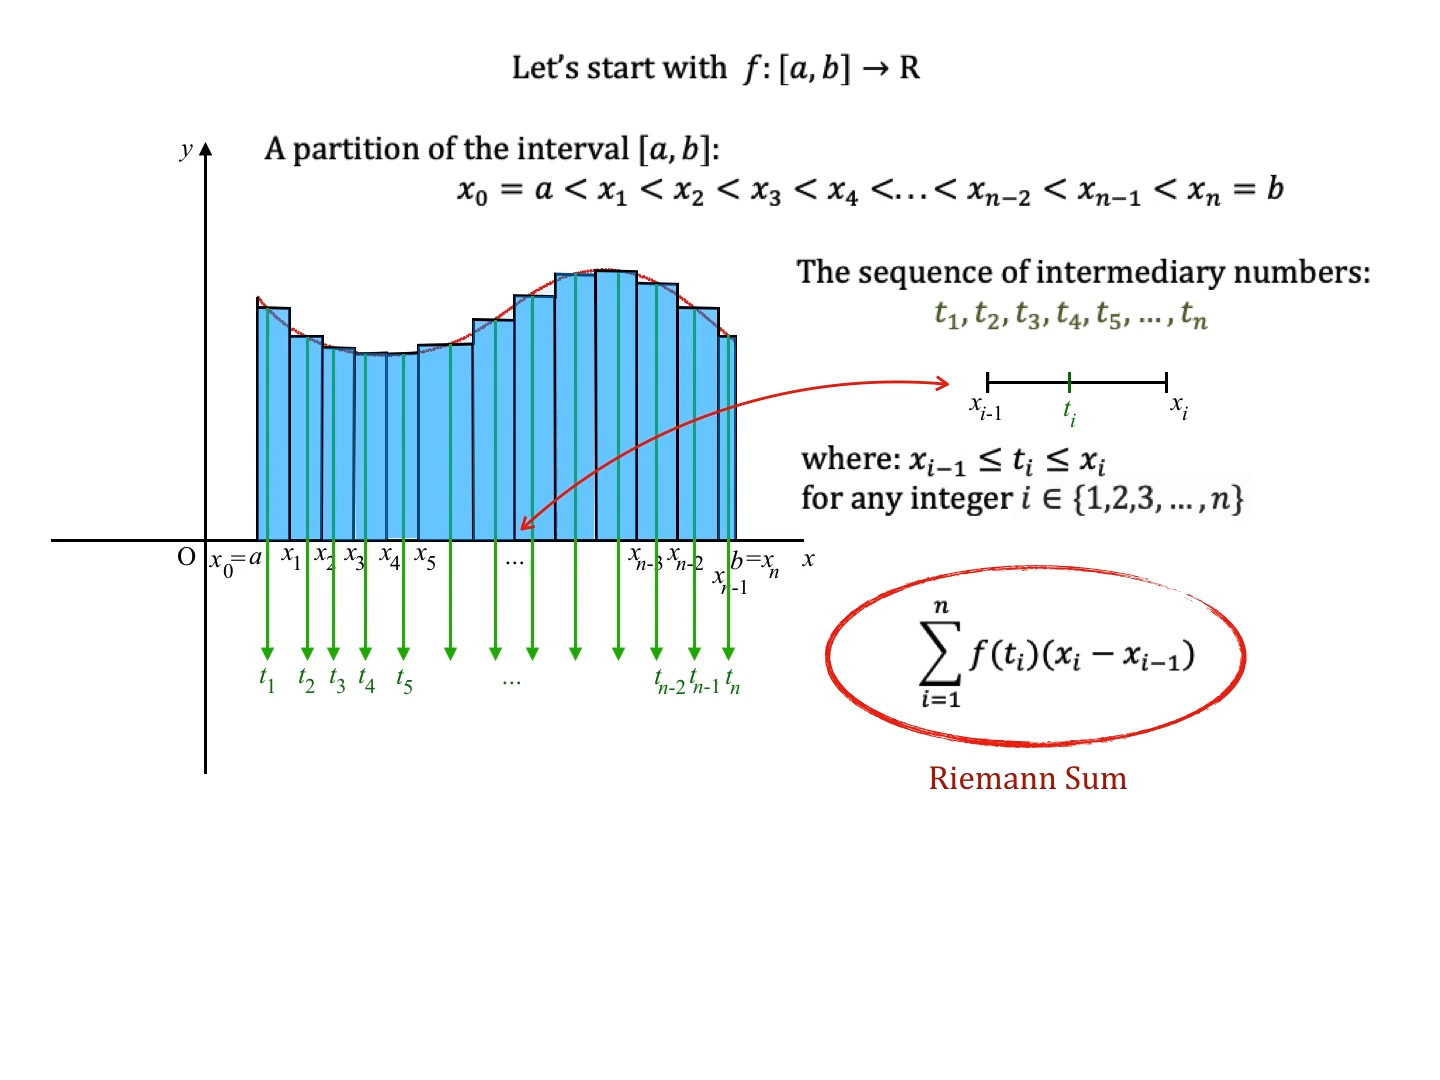 Let's start with f: [a, b] → R
y
A partition of the interval [a, b]:
x₀ = a < x₁ < x₂ < x₃ < x₄ <...< xₙ₋₂ < xₙ₋₁ < xₙ = b
The sequence of intermediary numbers:
t₁, t₂, t₃, t₄, t₅, ..., tₙ
xᵢ₋₁ tᵢ xᵢ
where: xᵢ₋₁ ≤ tᵢ ≤ xᵢ
for any integer i ∈ {1,2,3, ..., n}
O x₀=a x₁ x₂ x₃ x₄ x₅ ... xₙ₋₃ xₙ₋₂ b=xₙ x
xₙ₋₁
t₁ t₂ t₃ t₄ t₅ ... tₙ₋₂ tₙ₋₁ tₙ
n
∑ f(tᵢ)(xᵢ − xᵢ₋₁)
i=1
Riemann Sum